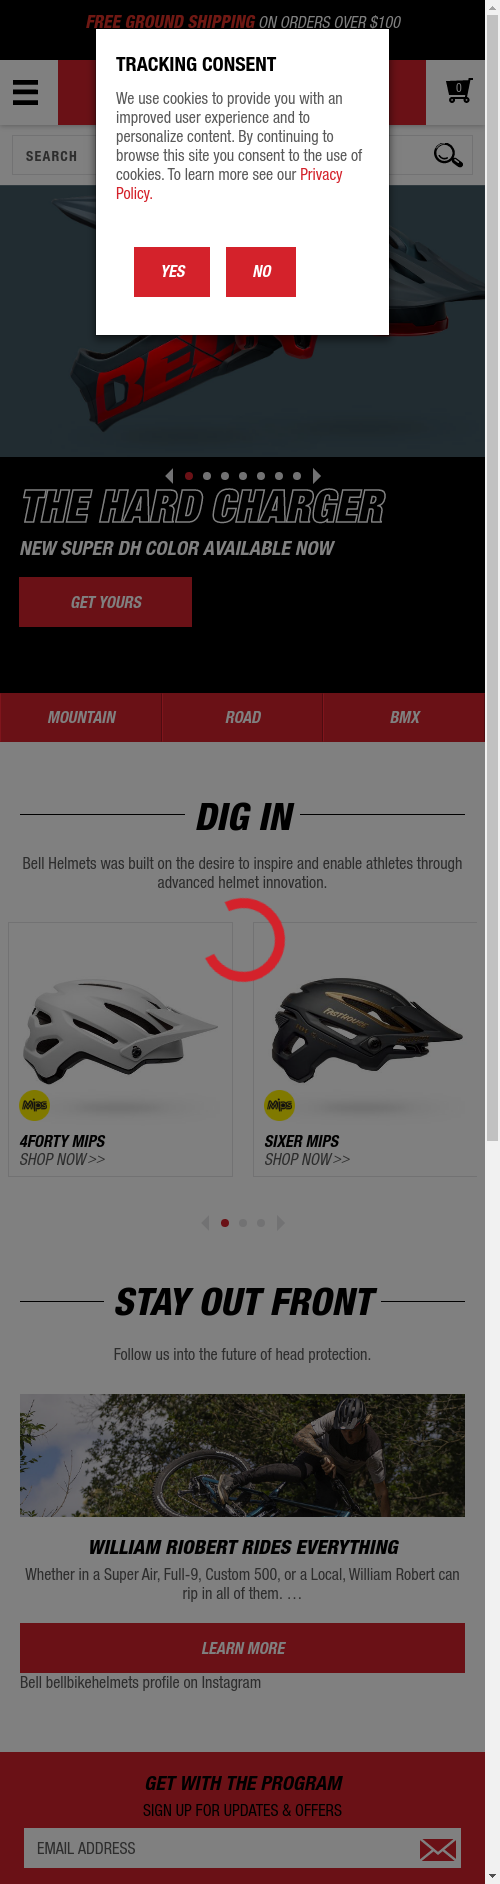 FREE GROUND SHIPPING ON ORDERS OVER $100
TRACKING CONSENT
We use cookies to provide you with an
improved user experience and to
personalize content. By continuing to
browse this site you consent to the use of
cookies. To learn more see our Privacy
Policy.
YES NO
0
SEARCH
BELL
THE HARD CHARGER
NEW SUPER DH COLOR AVAILABLE NOW
GET YOURS
MOUNTAIN ROAD BMX
DIG IN
Bell Helmets was built on the desire to inspire and enable athletes through
advanced helmet innovation.
FASTHOUSE
Mips Mips
4FORTY MIPS
SHOP NOW>>
SIXER MIPS
SHOP NOW>>
STAY OUT FRONT
Follow us into the future of head protection.
WILLIAM RIOBERT RIDES EVERYTHING
Whether in a Super Air, Full-9, Custom 500, or a Local, William Robert can
rip in all of them. …
LEARN MORE
Bell bellbikehelmets profile on Instagram
GET WITH THE PROGRAM
SIGN UP FOR UPDATES & OFFERS
EMAIL ADDRESS